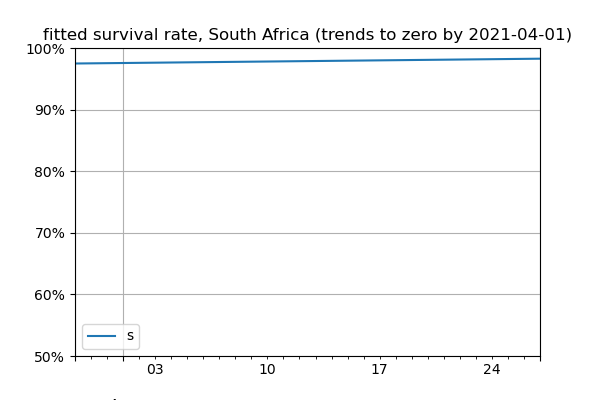 fitted survival rate, South Africa (trends to zero by 2021-04-01)
100%
90%
80%
70%
60%
50%
s
03 10 17 24